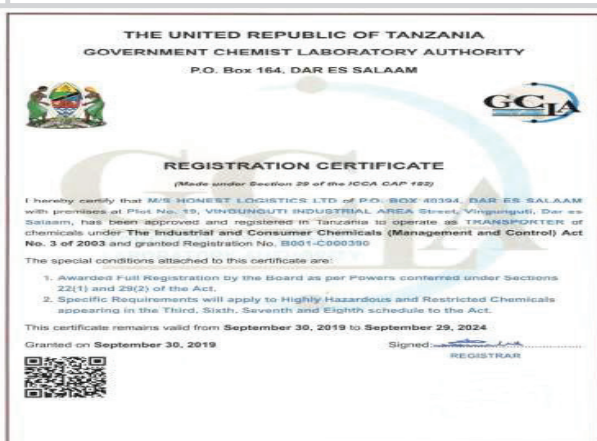 THE UNITED REPUBLIC OF TANZANIA
GOVERNMENT CHEMIST LABORATORY AUTHORITY
P.O. Box 164, DAR ES SALAAM
GCLA
REGISTRATION CERTIFICATE
(Made under Section 29 of the ICCA CAP 182)
I hereby certify that M/S HONEST LOGISTICS LTD of P.O. BOX 40394, DAR ES SALAAM
with premises at Plot No. 19, VINGUNGUTI INDUSTRIAL AREA Street, Vingunguti, Dar es
Salaam, has been approved and registered in Tanzania to operate as TRANSPORTER of
chemicals under The Industrial and Consumer Chemicals (Management and Control) Act
No. 3 of 2003 and granted Registration No. B001-C000390
The special conditions attached to this certificate are:
1. Awarded Full Registration by the Board as per Powers conferred under Sections
22(1) and 29(2) of the Act.
2. Specific Requirements will apply to Highly Hazardous and Restricted Chemicals
appearing in the Third, Sixth, Seventh and Eighth schedule to the Act.
This certificate remains valid from September 30, 2019 to September 29, 2024
Granted on September 30, 2019 Signed:
REGISTRAR